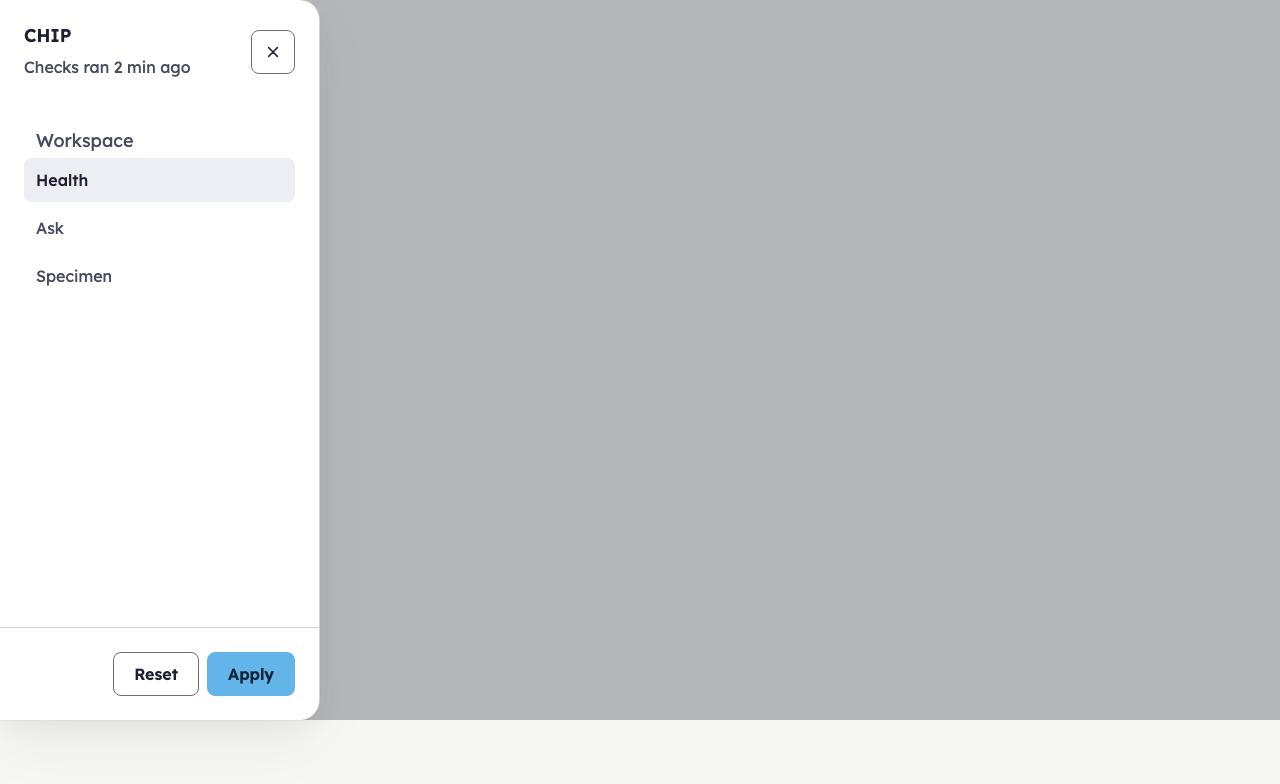 CHIP
Checks ran 2 min ago
Workspace
Health
Ask
Specimen
Reset
Apply